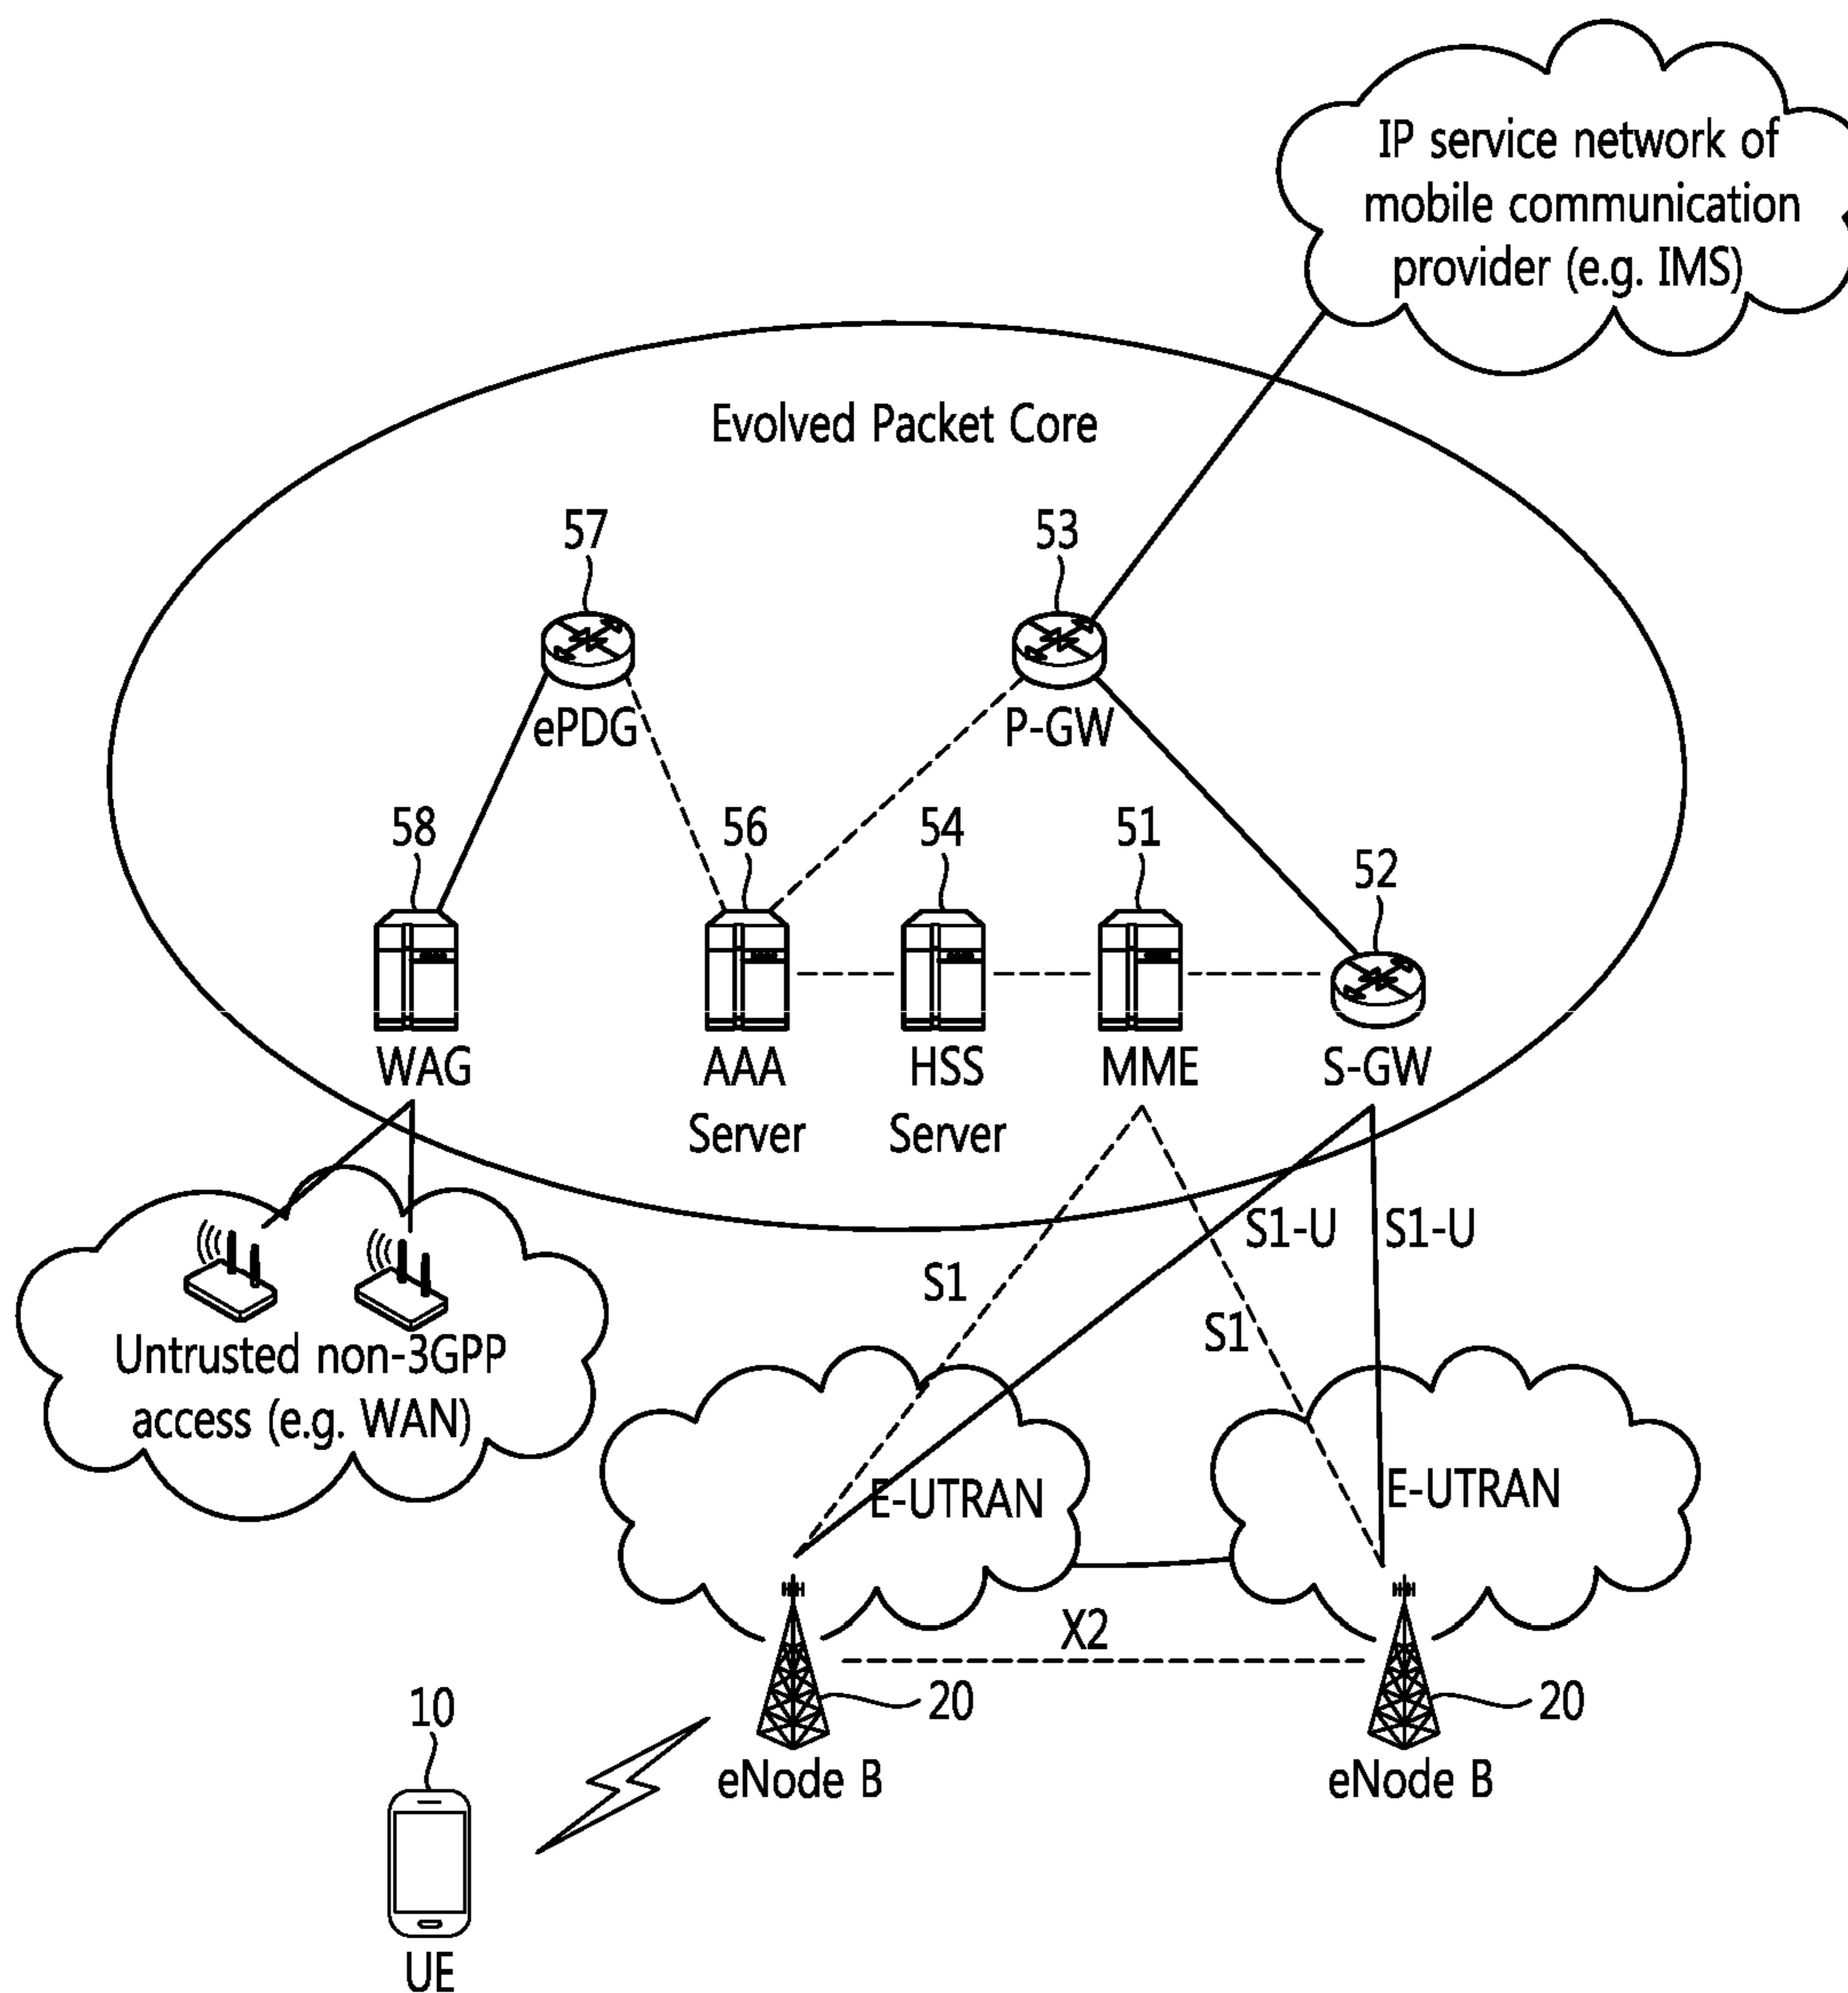 IP service network of
mobile communication
provider (e.g. IMS)
Evolved Packet Core
57
53
ePDG
P-GW
58
56
54
51
52
WAG
AAA
Server
HSS
Server
MME
S-GW
S1-U
S1-U
S1
S1
Untrusted non-3GPP
access (e.g. WAN)
E-UTRAN
E-UTRAN
X2
10
20
20
eNode B
eNode B
UE